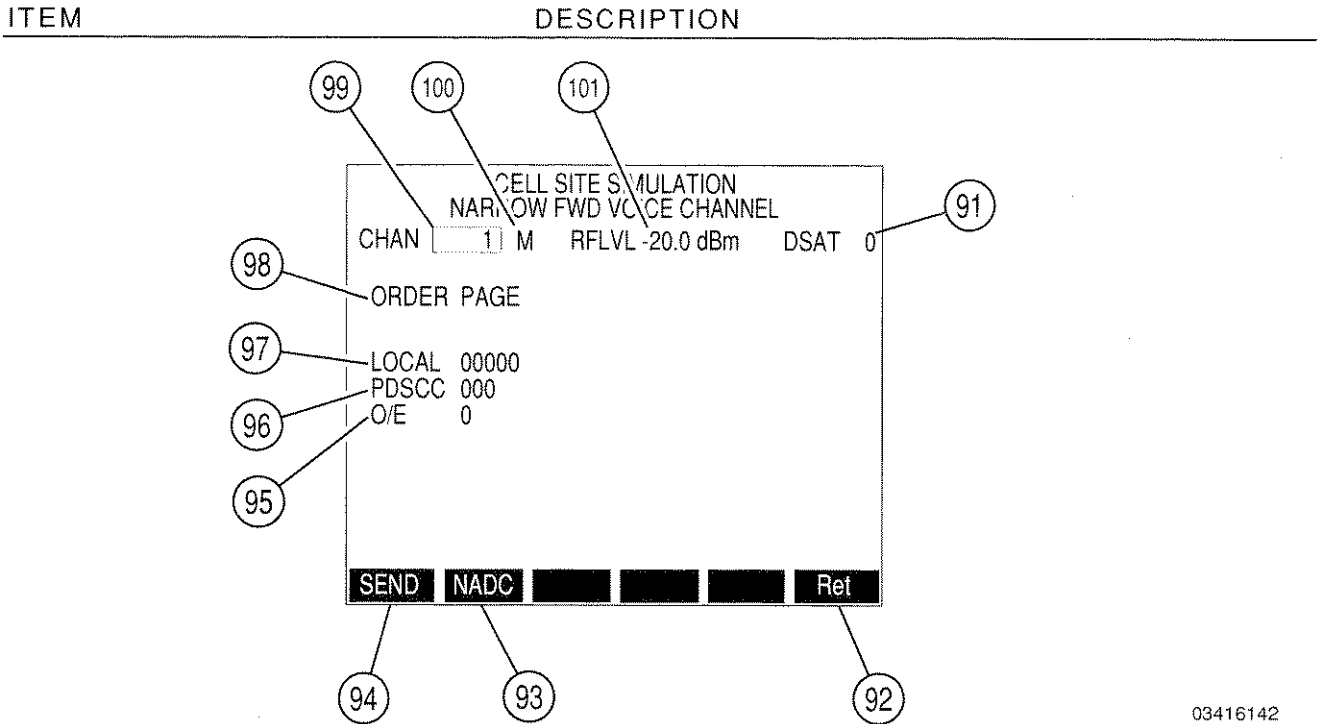 ITEM DESCRIPTION
99 100 101
CELL SITE SIMULATION
NARROW FWD VOICE CHANNEL
91
CHAN 1 M RFLVL -20.0 dBm DSAT 0
98
ORDER PAGE
97
LOCAL 00000
PDSCC 000
96
O/E 0
95
SEND NADC Ret
94 93 92
03416142